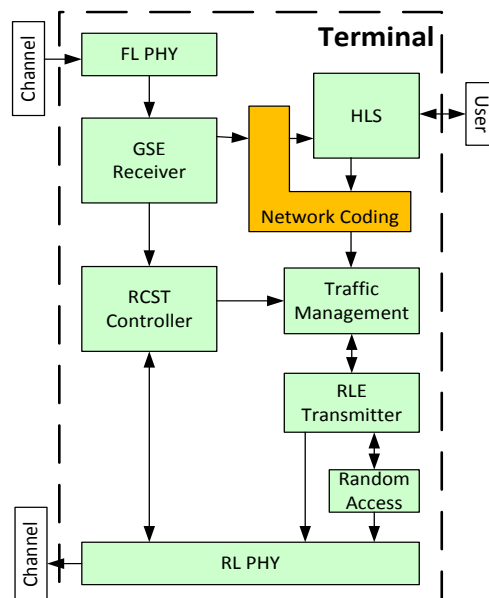 Terminal
Channel
FL PHY
HLS
User
GSE
Receiver
Network Coding
RCST
Controller
Traffic
Management
RLE
Transmitter
Random
Access
Channel
RL PHY